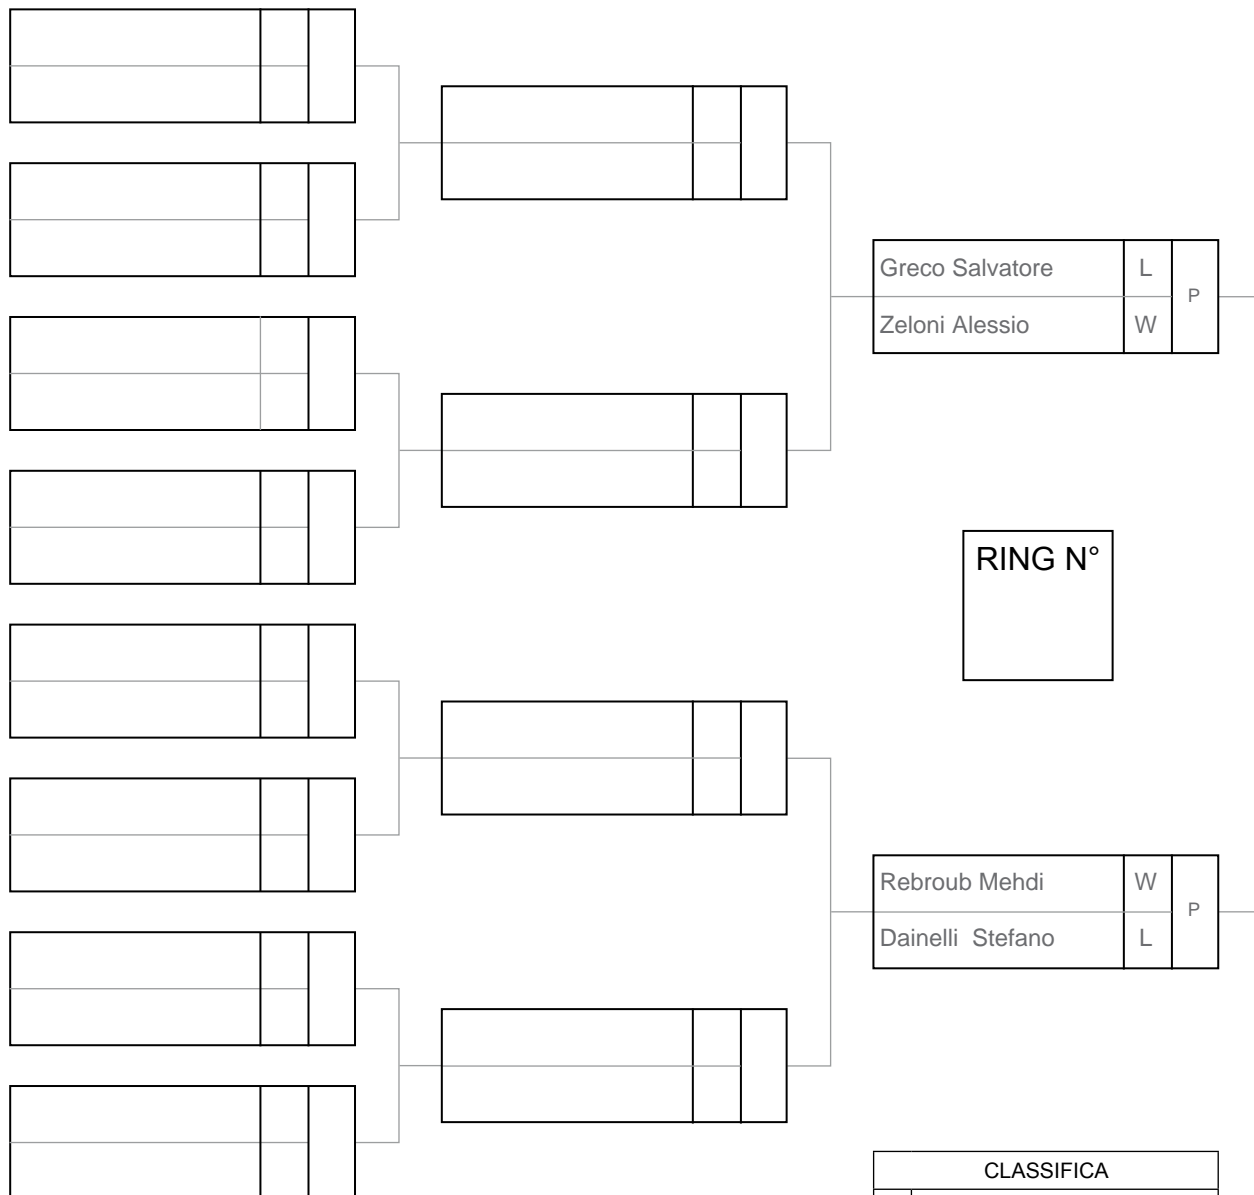 Greco Salvatore L
P
Zeloni Alessio W
RING N°
Rebroub Mehdi W
P
Dainelli  Stefano L
CLASSIFICA